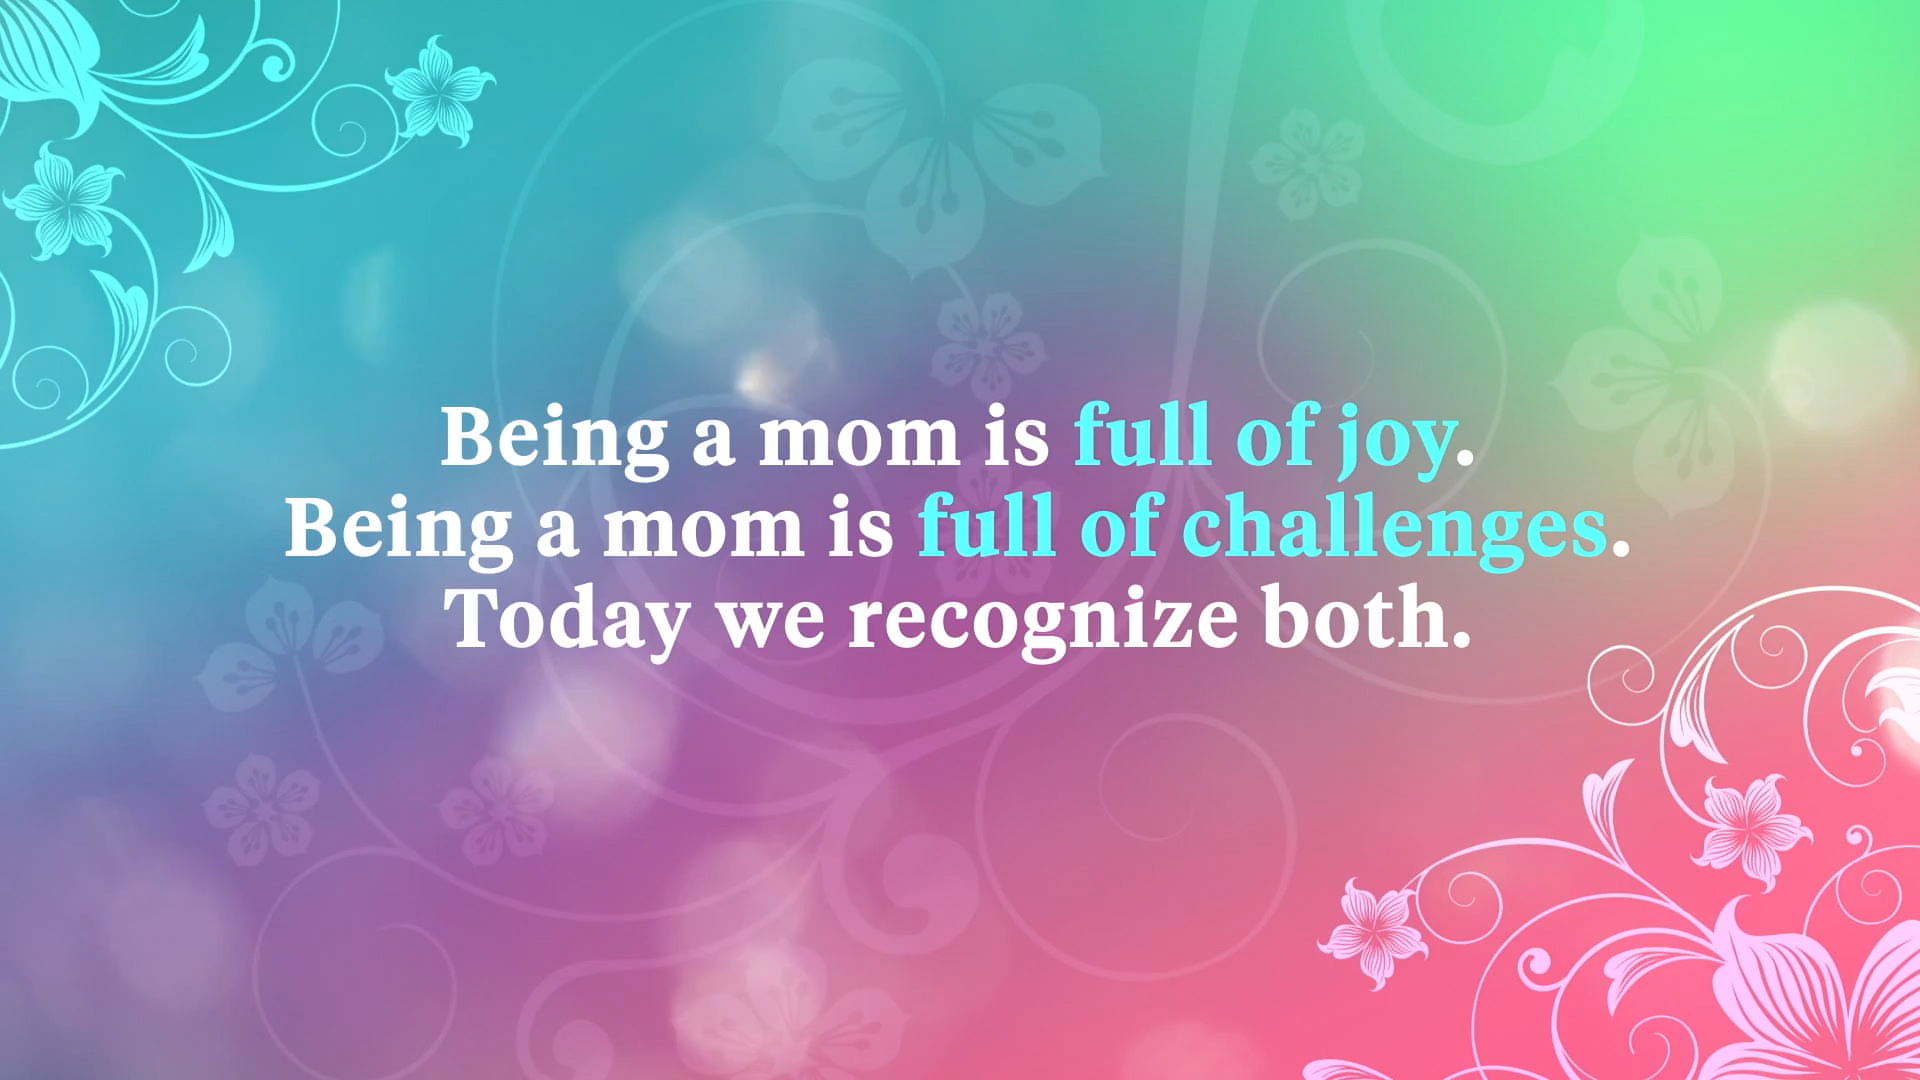 Being a mom is full of joy.
Being a mom is full of challenges.
Today we recognize both.